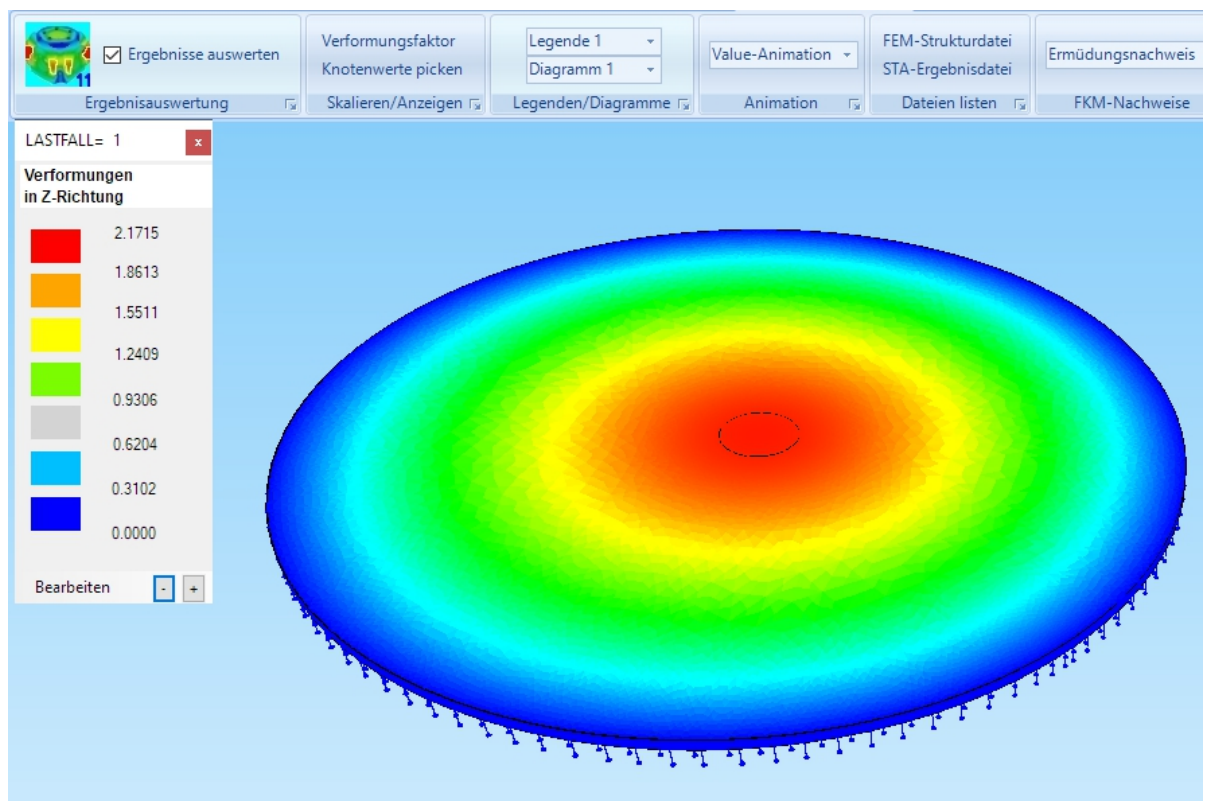 11
Ergebnisse auswerten
Ergebnisauswertung
Verformungsfaktor
Knotenwerte picken
Skalieren/Anzeigen
Legende 1
Diagramm 1
Legenden/Diagramme
Value-Animation
Animation
FEM-Strukturdatei
STA-Ergebnisdatei
Dateien listen
Ermüdungsnachweis
FKM-Nachweise
LASTFALL= 1
x
Verformungen
in Z-Richtung
2.1715
1.8613
1.5511
1.2409
0.9306
0.6204
0.3102
0.0000
Bearbeiten - +